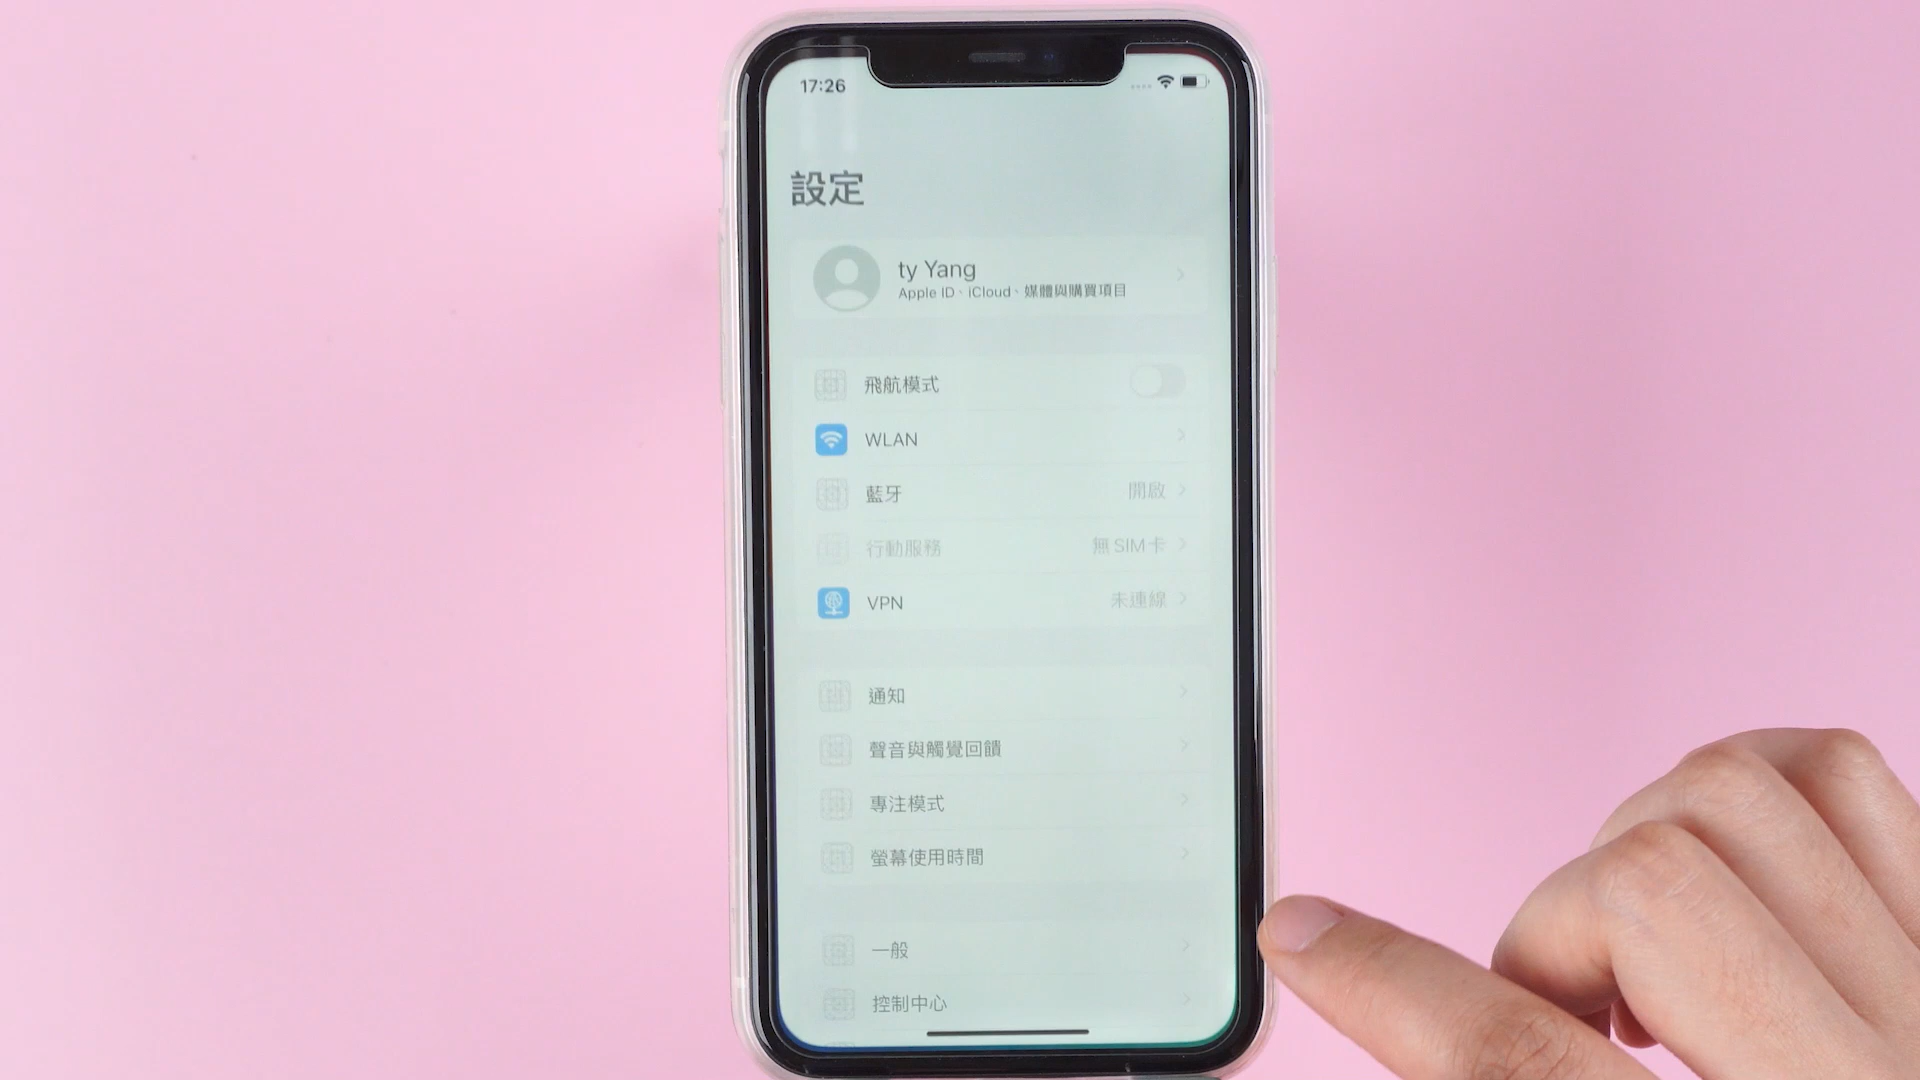 17:26
設定
ty Yang
Apple ID、iCloud、媒體與購買項目
飛航模式
WLAN
藍牙 開啟
行動服務 無 SIM 卡
VPN 未連線
通知
聲音與觸覺回饋
專注模式
螢幕使用時間
一般
控制中心